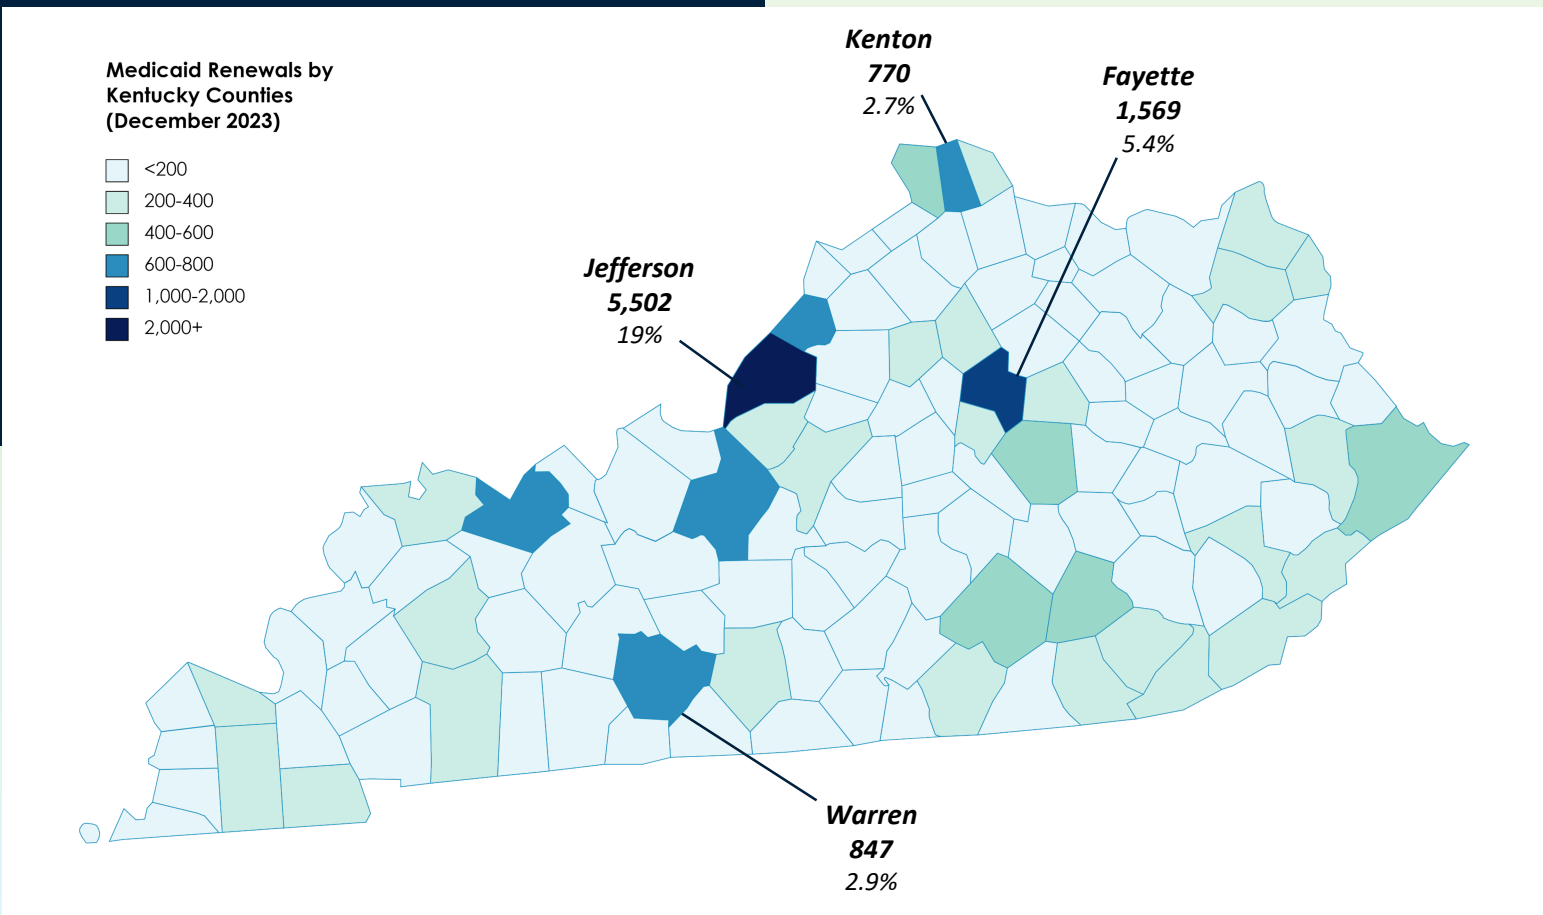 Medicaid Renewals by
Kentucky Counties
(December 2023)
<200
200-400
400-600
600-800
1,000-2,000
2,000+
Kenton
770
2.7%
Fayette
1,569
5.4%
Jefferson
5,502
19%
Warren
847
2.9%